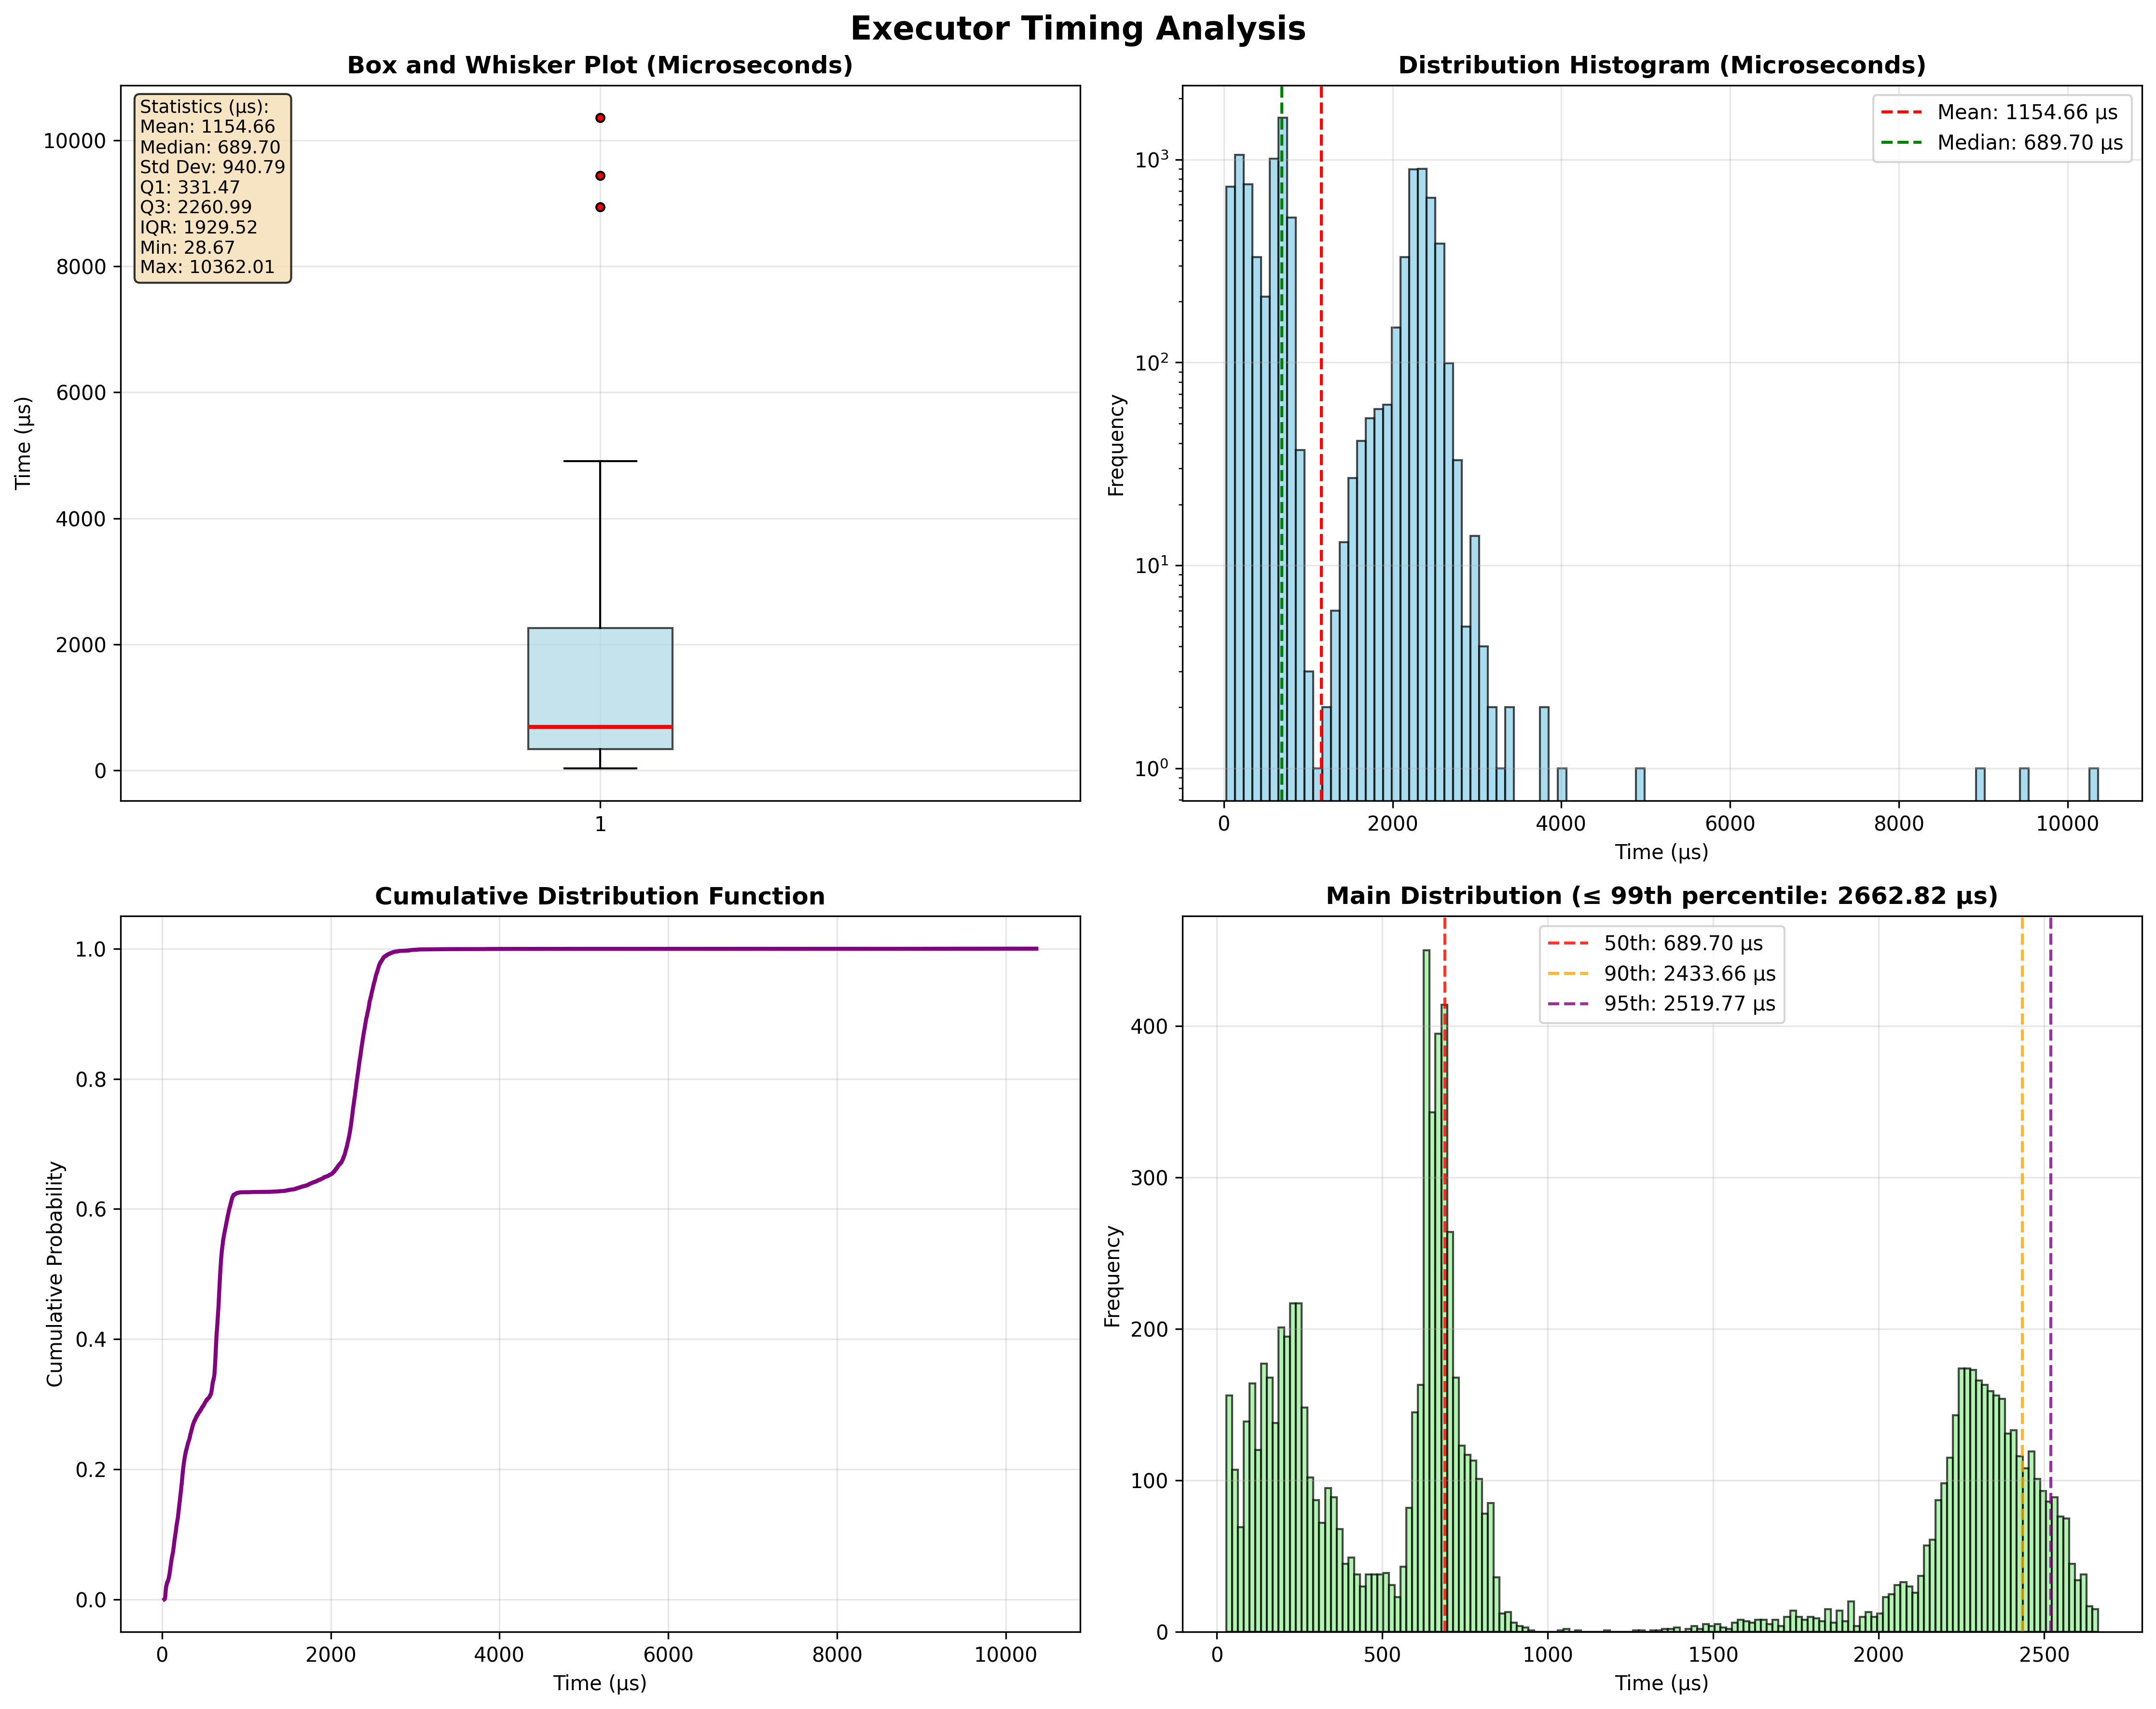 Executor Timing Analysis
Box and Whisker Plot (Microseconds)
Statistics (μs):
Mean: 1154.66
Median: 689.70
Std Dev: 940.79
Q1: 331.47
Q3: 2260.99
IQR: 1929.52
Min: 28.67
Max: 10362.01
Time (μs)
10000
8000
6000
4000
2000
0
1
Distribution Histogram (Microseconds)
Mean: 1154.66 μs
Median: 689.70 μs
Frequency
10³
10²
10¹
10⁰
0 2000 4000 6000 8000 10000
Time (μs)
Cumulative Distribution Function
Cumulative Probability
1.0
0.8
0.6
0.4
0.2
0.0
0 2000 4000 6000 8000 10000
Time (μs)
Main Distribution (≤ 99th percentile: 2662.82 μs)
50th: 689.70 μs
90th: 2433.66 μs
95th: 2519.77 μs
Frequency
400
300
200
100
0
0 500 1000 1500 2000 2500
Time (μs)